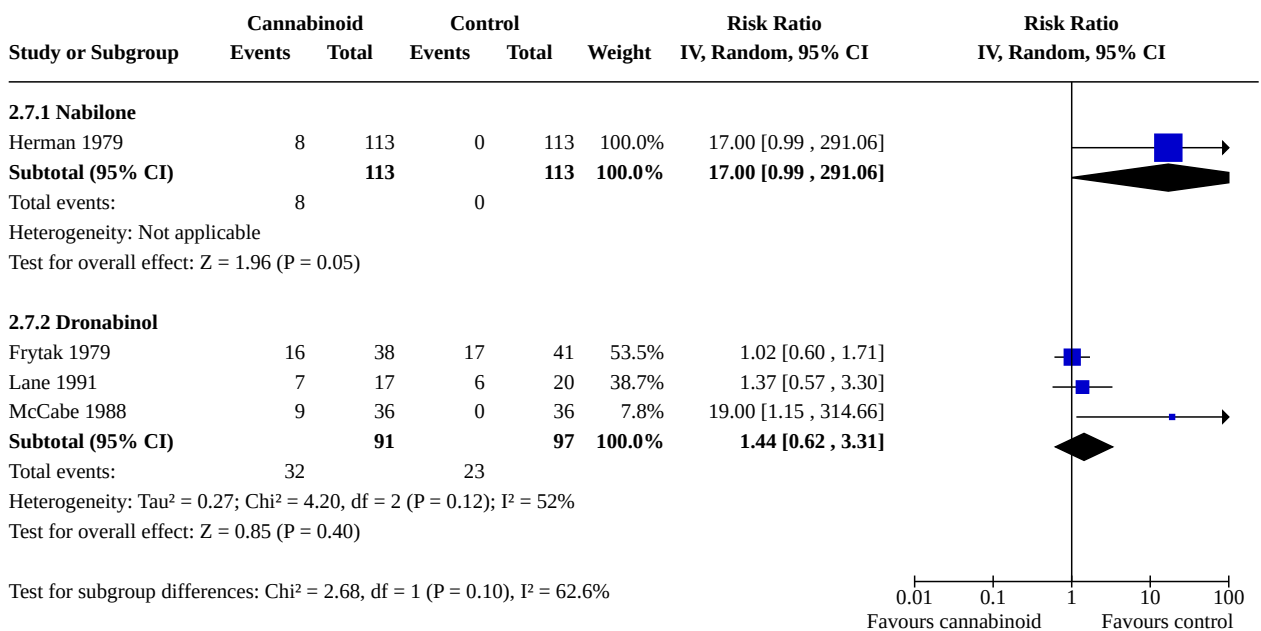 Cannabinoid Control Risk Ratio Risk Ratio
Study or Subgroup Events Total Events Total Weight IV, Random, 95% CI IV, Random, 95% CI
2.7.1 Nabilone
Herman 1979 8 113 0 113 100.0% 17.00 [0.99 , 291.06]
Subtotal (95% CI) 113 113 100.0% 17.00 [0.99 , 291.06]
Total events: 8 0
Heterogeneity: Not applicable
Test for overall effect: Z = 1.96 (P = 0.05)
2.7.2 Dronabinol
Frytak 1979 16 38 17 41 53.5% 1.02 [0.60 , 1.71]
Lane 1991 7 17 6 20 38.7% 1.37 [0.57 , 3.30]
McCabe 1988 9 36 0 36 7.8% 19.00 [1.15 , 314.66]
Subtotal (95% CI) 91 97 100.0% 1.44 [0.62 , 3.31]
Total events: 32 23
Heterogeneity: Tau² = 0.27; Chi² = 4.20, df = 2 (P = 0.12); I² = 52%
Test for overall effect: Z = 0.85 (P = 0.40)
Test for subgroup differences: Chi² = 2.68, df = 1 (P = 0.10), I² = 62.6%
0.01 0.1 1 10 100
Favours cannabinoid Favours control